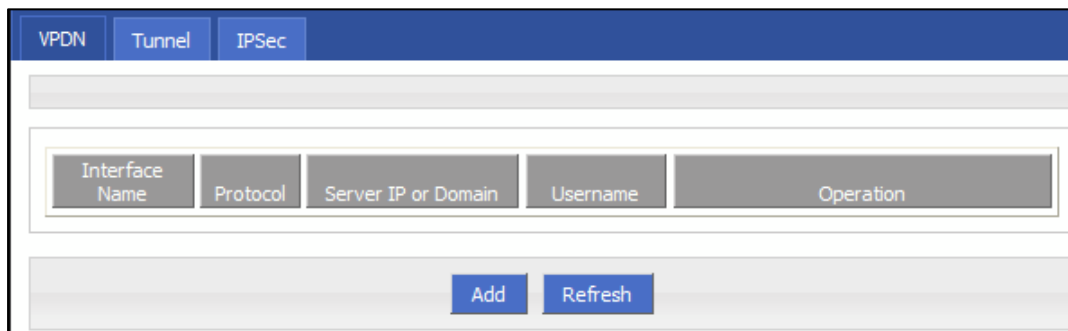 VPDN Tunnel IPSec
Interface Name Protocol Server IP or Domain Username Operation
Add Refresh